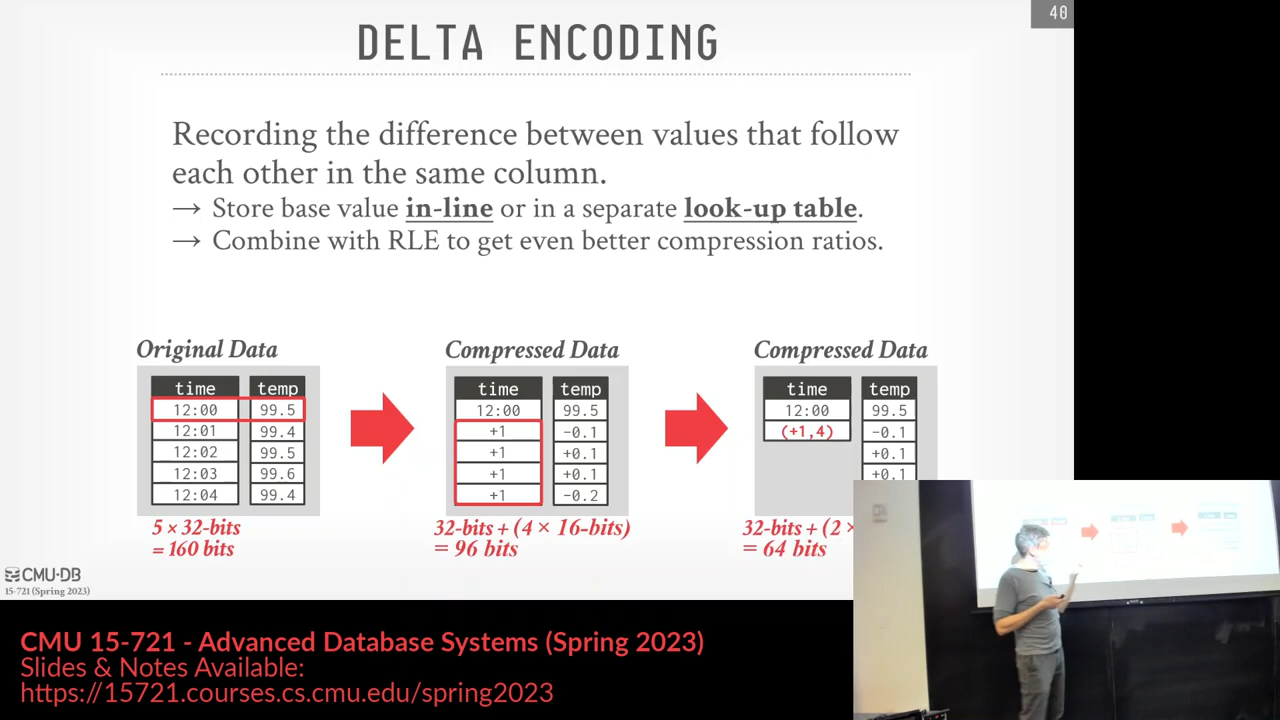 40
DELTA ENCODING
Recording the difference between values that follow
each other in the same column.
→ Store base value in-line or in a separate look-up table.
→ Combine with RLE to get even better compression ratios.
Original Data
time temp
12:00 99.5
12:01 99.4
12:02 99.5
12:03 99.6
12:04 99.4
5 × 32-bits
= 160 bits
Compressed Data
time temp
12:00 99.5
+1 -0.1
+1 +0.1
+1 +0.1
+1 -0.2
32-bits + (4 × 16-bits)
= 96 bits
Compressed Data
time temp
12:00 99.5
(+1,4) -0.1
+0.1
+0.1
32-bits + (2 ×
= 64 bits
CMU·DB
15-721 (Spring 2023)
CMU 15-721 - Advanced Database Systems (Spring 2023)
Slides & Notes Available:
https://15721.courses.cs.cmu.edu/spring2023